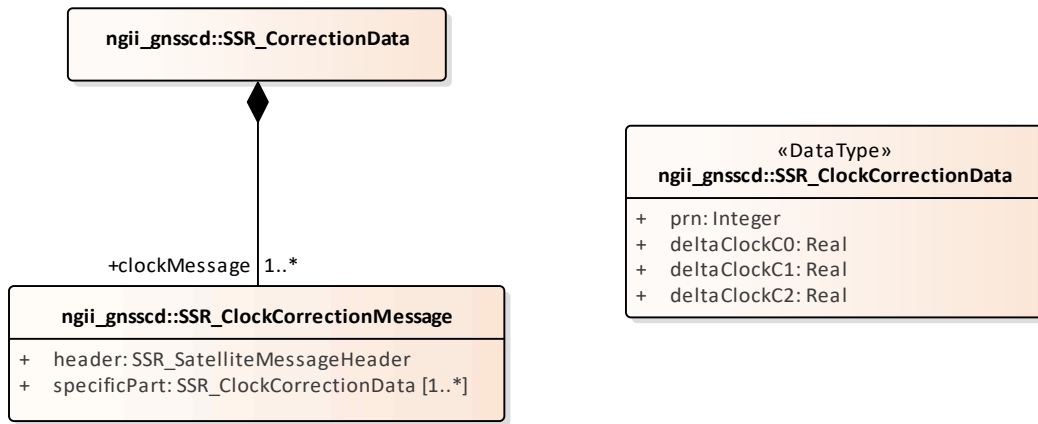 ngii_gnsscd::SSR_CorrectionData
+clockMessage 1..*
ngii_gnsscd::SSR_ClockCorrectionMessage
+ header: SSR_SatelliteMessageHeader
+ specificPart: SSR_ClockCorrectionData [1..*]
«DataType»
ngii_gnsscd::SSR_ClockCorrectionData
+ prn: Integer
+ deltaClockC0: Real
+ deltaClockC1: Real
+ deltaClockC2: Real